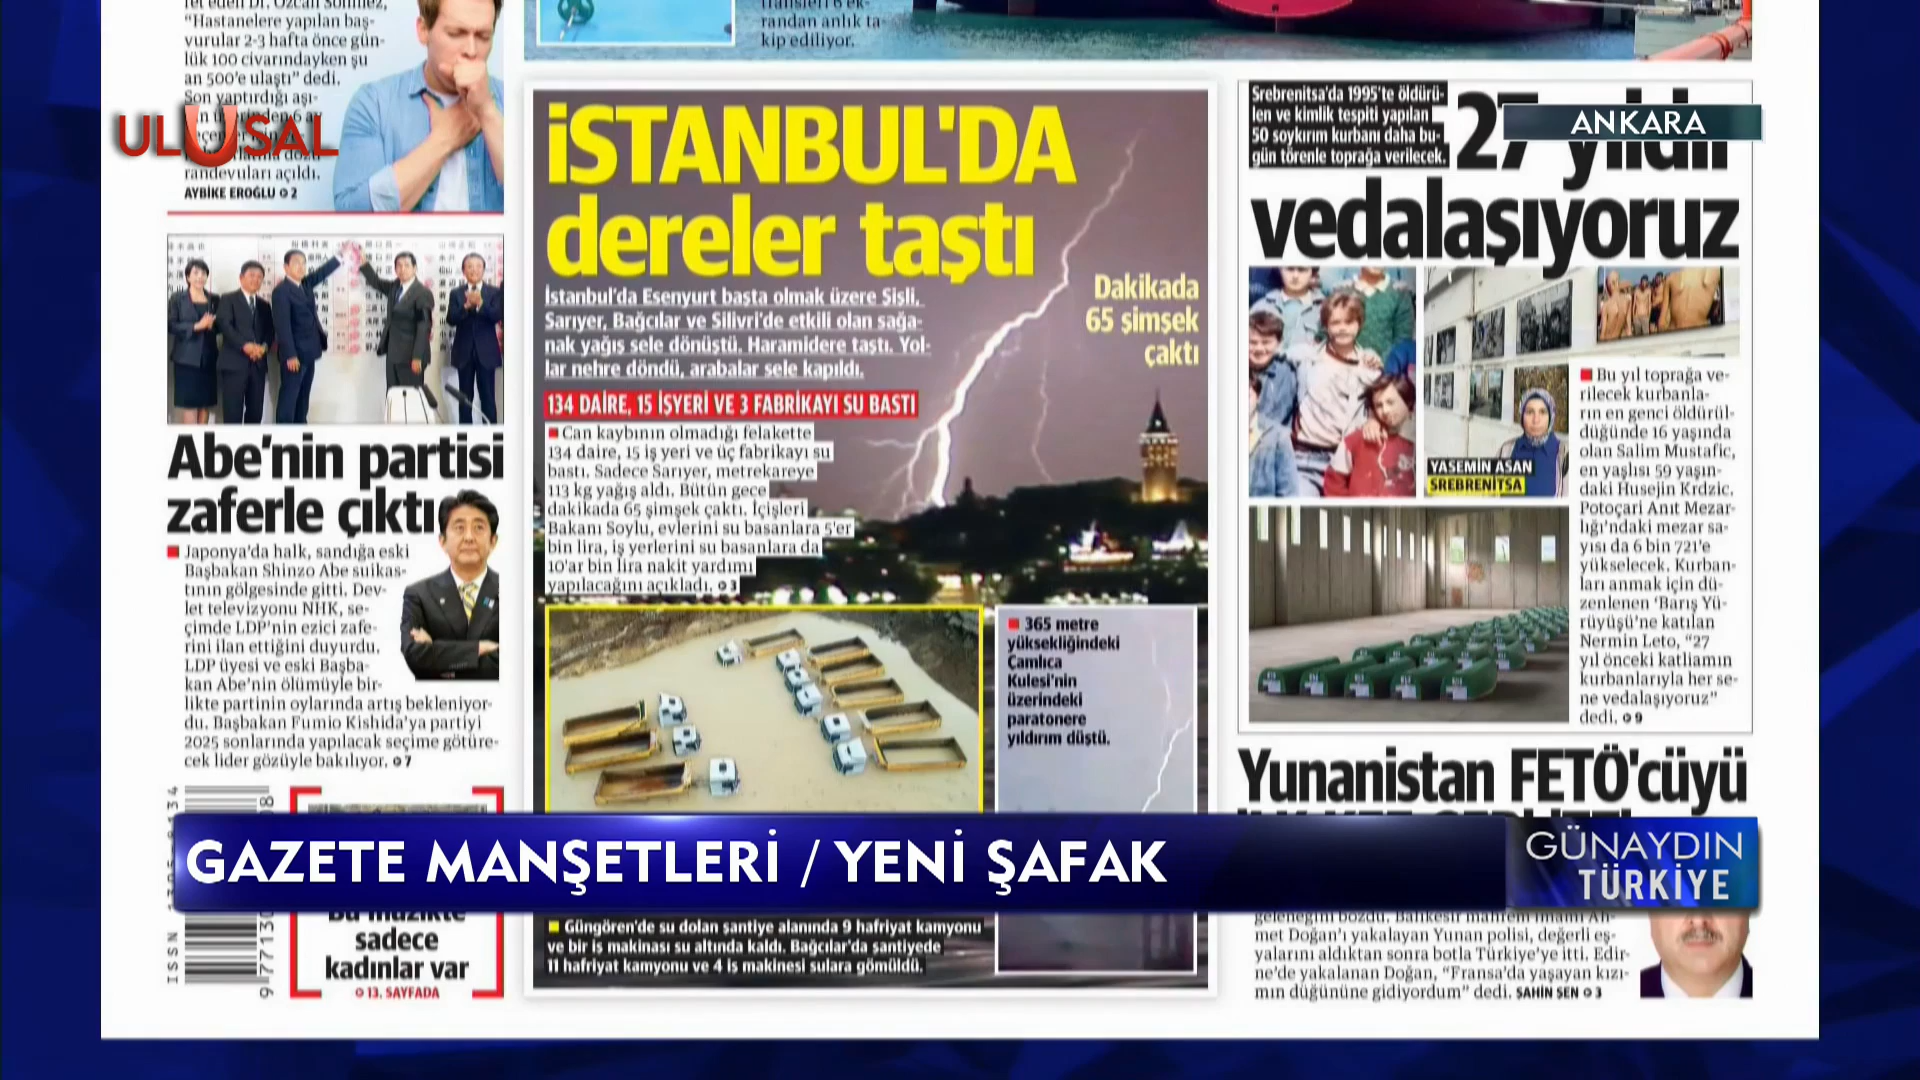 "Hastanelere yapılan baş-
vurular 2-3 hafta önce gün-
lük 100 civarındayken şu
an 500'e ulaştı" dedi.
Son yaptırdığı aşı-
randevuları açıldı.
AYBİKE EROĞLU 2
ULUSAL
Abe'nin partisi
zaferle çıktı
Japonya'da halk, sandığa eski
Başbakan Shinzo Abe suikas-
tının gölgesinde gitti. Dev-
let televizyonu NHK, se-
çimde LDP'nin ezici zafe-
rini ilan ettiğini duyurdu.
LDP üyesi ve eski Başba-
kan Abe'nin ölümüyle bir-
likte partinin oylarında artış bekleniyor-
du. Başbakan Fumio Kishida'ya partiyi
2025 sonlarında yapılacak seçime götüre-
cek lider gözüyle bakılıyor. 7
ISSN
sadece
kadınlar var
13. SAYFADA
randan anlık ta-
kip ediliyor.
İSTANBUL'DA
dereler taştı
İstanbul'da Esenyurt başta olmak üzere Şişli,
Sarıyer, Bağcılar ve Silivri'de etkili olan sağa-
nak yağış sele dönüştü. Haramidere taştı. Yol-
lar nehre döndü, arabalar sele kapıldı.
Dakikada
65 şimşek
çaktı
134 DAİRE, 15 İŞYERİ VE 3 FABRİKAYI SU BASTI
Can kaybının olmadığı felakette
134 daire, 15 iş yeri ve üç fabrikayı su
bastı. Sadece Sarıyer, metrekareye
113 kg yağış aldı. Bütün gece
dakikada 65 şimşek çaktı. İçişleri
Bakanı Soylu, evlerini su basanlara 5'er
bin lira, iş yerlerini su basanlara da
10'ar bin lira nakit yardımı
yapılacağını açıkladı. 3
365 metre
yüksekliğindeki
Çamlıca
Kulesi'nin
üzerindeki
paratonere
yıldırım düştü.
Güngören'de su dolan şantiye alanında 9 hafriyat kamyonu
ve bir iş makinası su altında kaldı. Bağcılar'da şantiyede
11 hafriyat kamyonu ve 4 iş makinesi sulara gömüldü.
Srebrenitsa'da 1995'te öldürü-
len ve kimlik tespiti yapılan
50 soykırım kurbanı daha bu-
gün törenle toprağa verilecek.
ANKARA
27 yıldır
vedalaşıyoruz
YASEMİN ASAN
SREBRENİTSA
Bu yıl toprağa ve-
rilecek kurbanla-
rın en genci öldürül-
düğünde 16 yaşında
olan Salim Mustafic,
en yaşlısı 59 yaşın-
daki Husejin Krdzic.
Potoçari Anıt Mezar-
lığı'ndaki mezar sa-
yısı da 6 bin 721'e
yükselecek. Kurban-
ları anmak için dü-
zenlenen 'Barış Yü-
rüyüşü'ne katılan
Nermin Leto, "27
yıl önceki katliamın
kurbanlarıyla her se-
ne vedalaşıyoruz"
dedi. 9
Yunanistan FETÖ'cüyü
geleneğini bozdu. Balıkesir mahrem imamı Ah-
met Doğan'ı yakalayan Yunan polisi, değerli eş-
yalarını aldıktan sonra botla Türkiye'ye itti. Edir-
ne'de yakalanan Doğan, "Fransa'da yaşayan kızı-
mın düğününe gidiyordum" dedi. ŞAHİN ŞEN 3
GAZETE MANŞETLERİ / YENİ ŞAFAK
GÜNAYDIN
TÜRKİYE